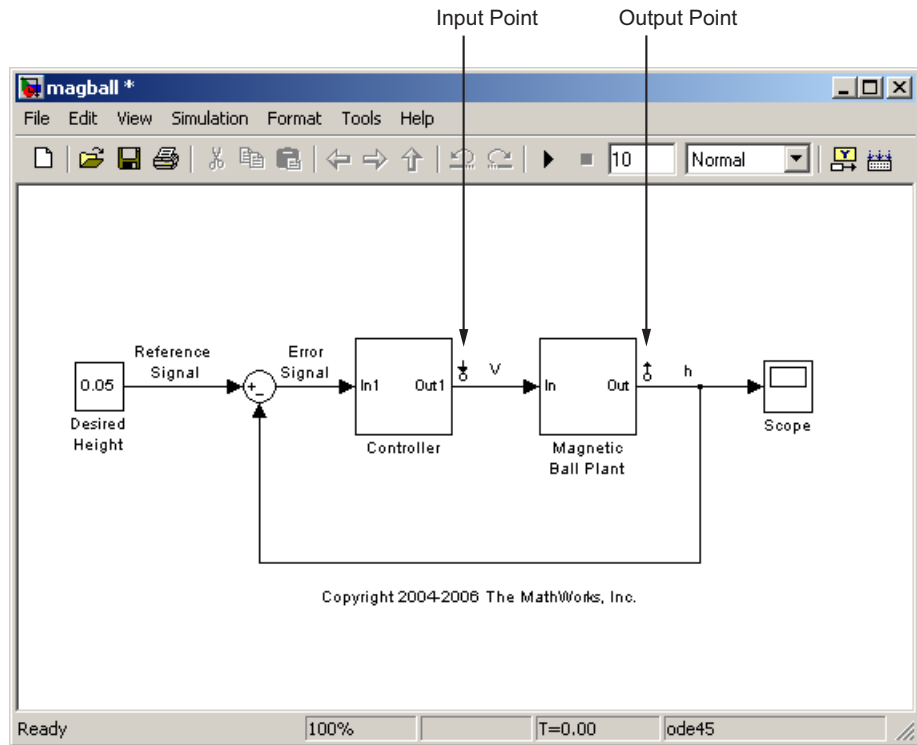 Input Point Output Point
magball *
File Edit View Simulation Format Tools Help
10 Normal
Reference
Signal
Error
Signal
0.05
+
−
In1 Out1
V
In Out
h
Desired
Height
Controller
Magnetic
Ball Plant
Scope
Copyright 2004-2006 The MathWorks, Inc.
Ready 100% T=0.00 ode45